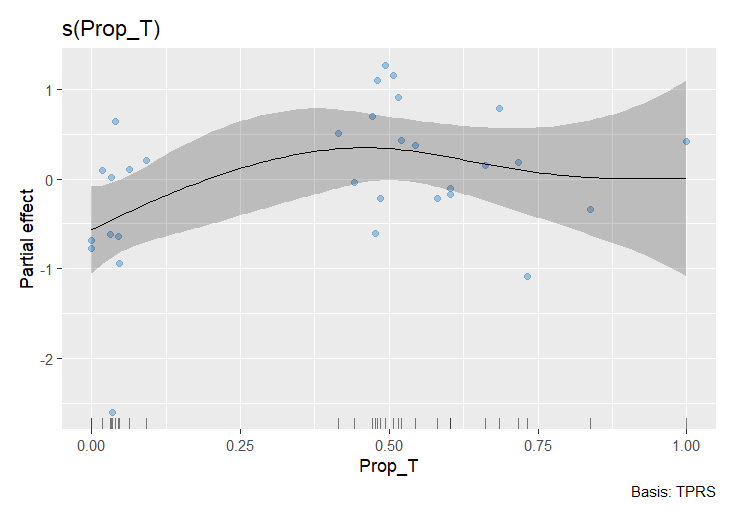 s(Prop_T)
Partial effect
1
0
-1
-2
0.00 0.25 0.50 0.75 1.00
Prop_T
Basis: TPRS